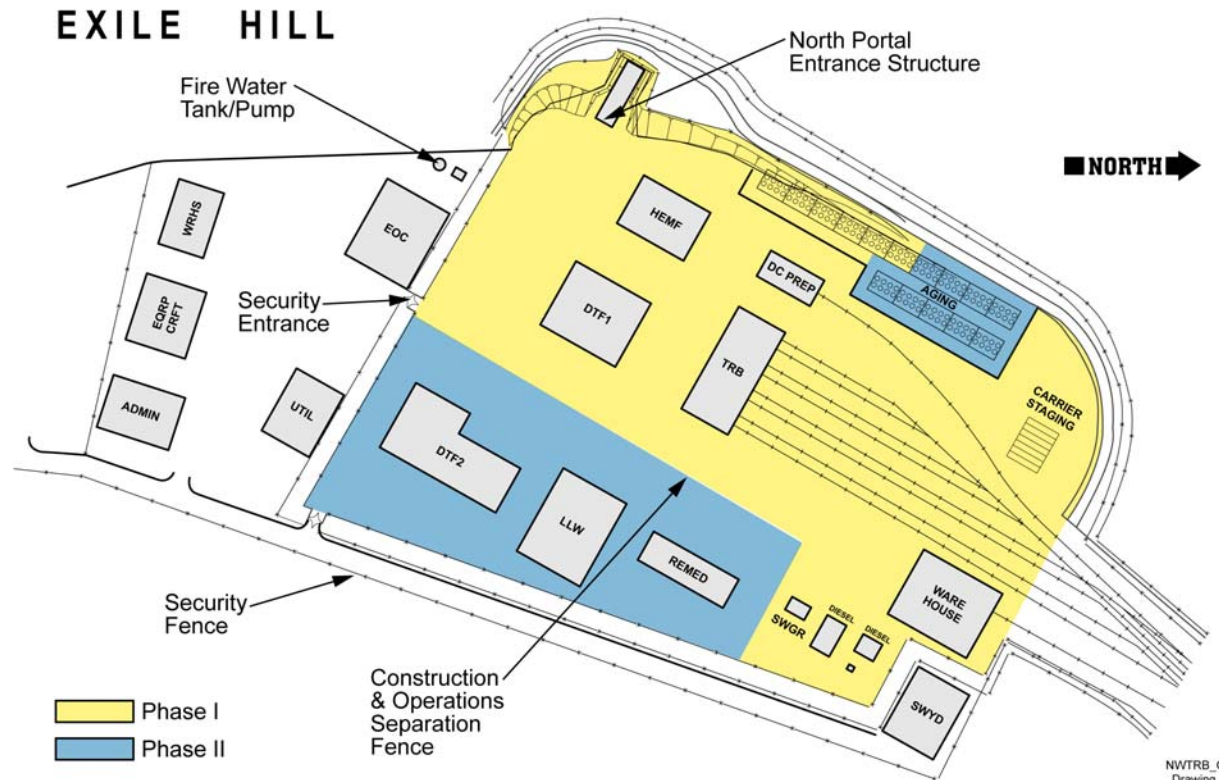 EXILE HILL
North Portal
Entrance Structure
Fire Water
Tank/Pump
NORTH
WRHS
EOC
HEMF
DC PREP
AGING
EQRP
CRFT
Security
Entrance
DTF1
TRB
CARRIER
STAGING
ADMIN
UTIL
DTF2
LLW
REMED
WARE
HOUSE
SWGR
DIESEL
DIESEL
SWYD
Security
Fence
Construction
& Operations
Separation
Fence
Phase I
Phase II
NWTRB_
Drawing